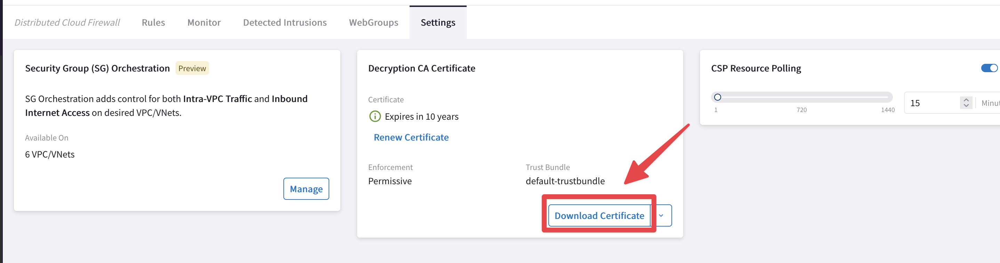 Distributed Cloud Firewall
Rules
Monitor
Detected Intrusions
WebGroups
Settings
Security Group (SG) Orchestration
Preview
SG Orchestration adds control for both Intra-VPC Traffic and Inbound
Internet Access on desired VPC/VNets.
Available On
6 VPC/VNets
Manage
Decryption CA Certificate
Certificate
Expires in 10 years
Renew Certificate
Enforcement
Permissive
Trust Bundle
default-trustbundle
Download Certificate
CSP Resource Polling
1
720
1440
15